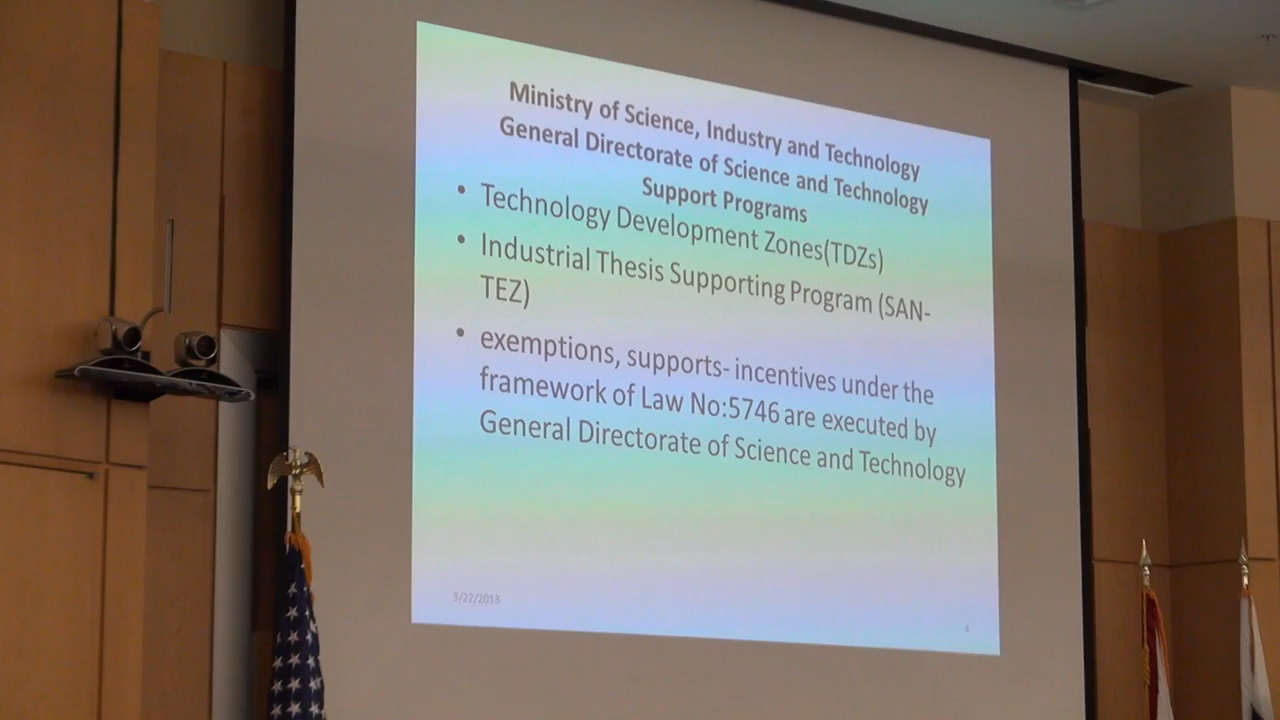 Ministry of Science, Industry and Technology
General Directorate of Science and Technology
Support Programs
• Technology Development Zones(TDZs)
• Industrial Thesis Supporting Program (SAN-
TEZ)
• exemptions, supports- incentives under the
framework of Law No:5746 are executed by
General Directorate of Science and Technology
3/22/2013